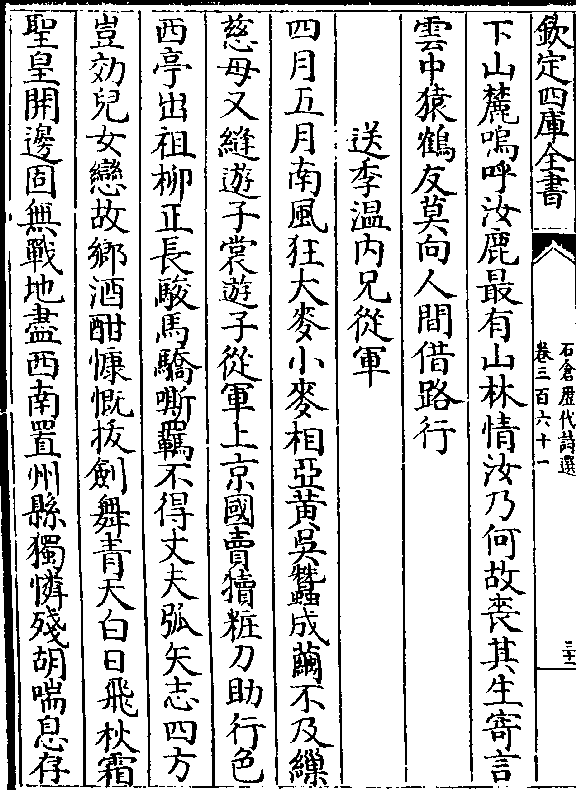 欽定四庫全書
石倉歴代詩選
卷三百六十一
三十二
下山麓嗚呼汝鹿最有山林情汝乃何故喪其生寄言
雲中猿鶴友莫向人間借路行
送季温内兄從軍
四月五月南風狂大麥小麥相亞黄吳蠶成繭不及繰
慈母又縫遊子裳遊子從軍上京國賣犢粧刀助行色
西亭出祖柳正長駿馬驕嘶羈不得丈夫弧矢志四方
豈効兒女戀故鄉酒酣慷慨拔劍舞青天白日飛秋霜
聖皇開邊固無戰地盡西南置州縣獨憐殘胡喘息存